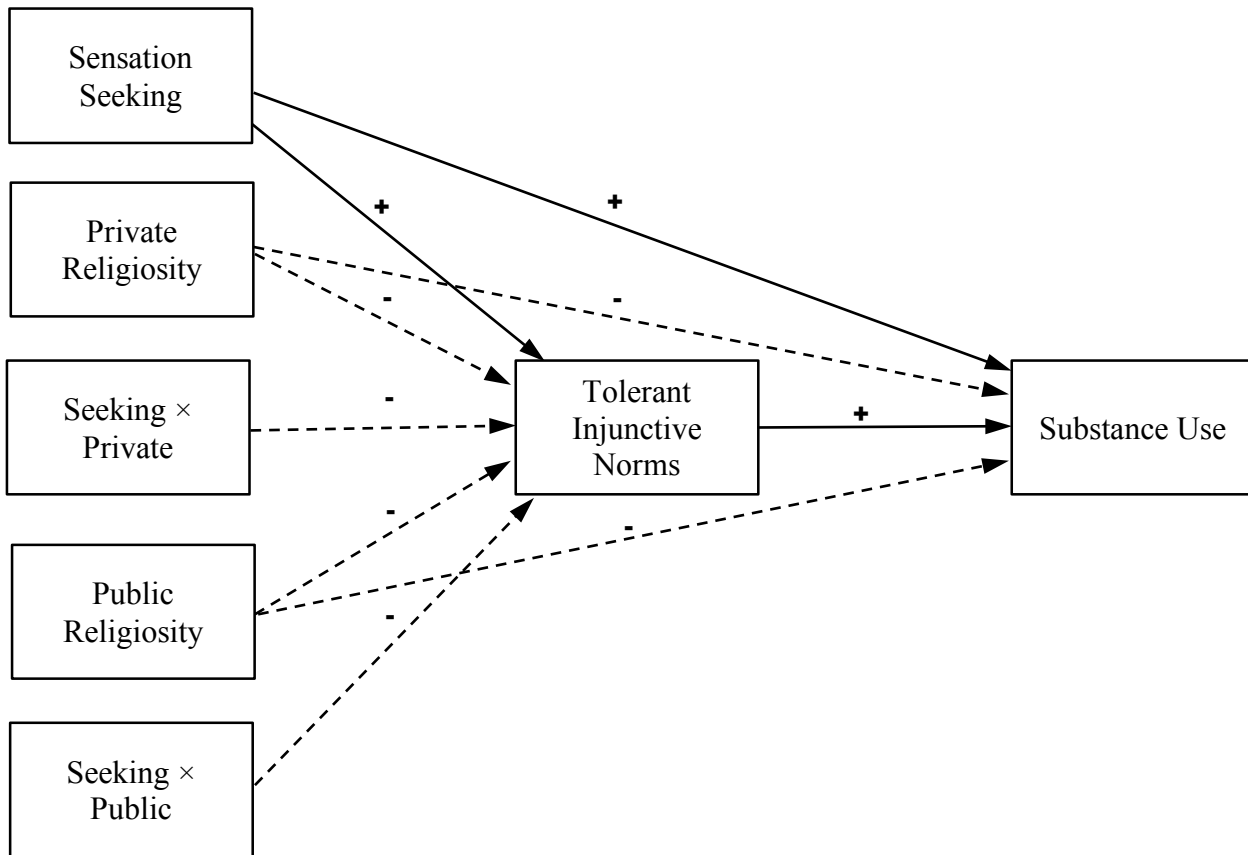 Sensation
Seeking
+
+
Private
Religiosity
-
-
Seeking ×
Private
-
Tolerant
Injunctive
Norms
+
Substance Use
-
-
Public
Religiosity
-
Seeking ×
Public